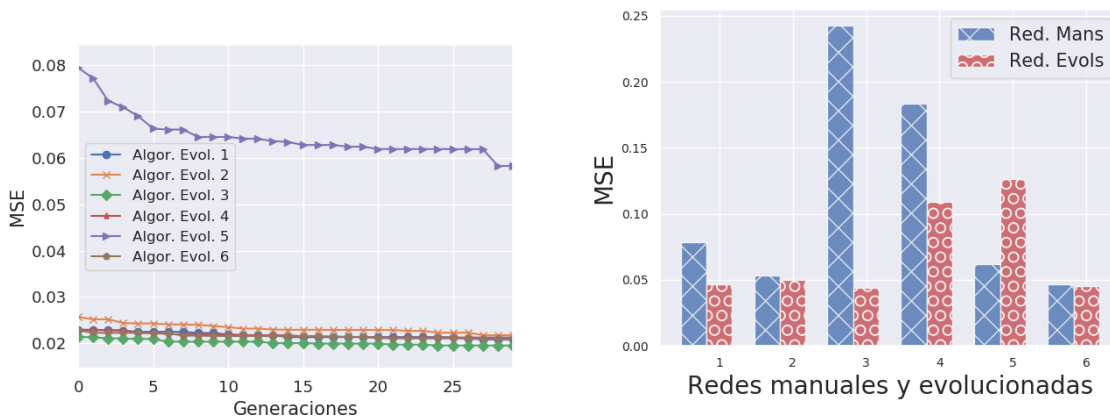 0.08
0.07
0.06
0.05
0.04
0.03
0.02
MSE
Algor. Evol. 1
Algor. Evol. 2
Algor. Evol. 3
Algor. Evol. 4
Algor. Evol. 5
Algor. Evol. 6
0 5 10 15 20 25
Generaciones
0.25
0.20
0.15
0.10
0.05
0.00
MSE
Red. Mans
Red. Evols
1 2 3 4 5 6
Redes manuales y evolucionadas